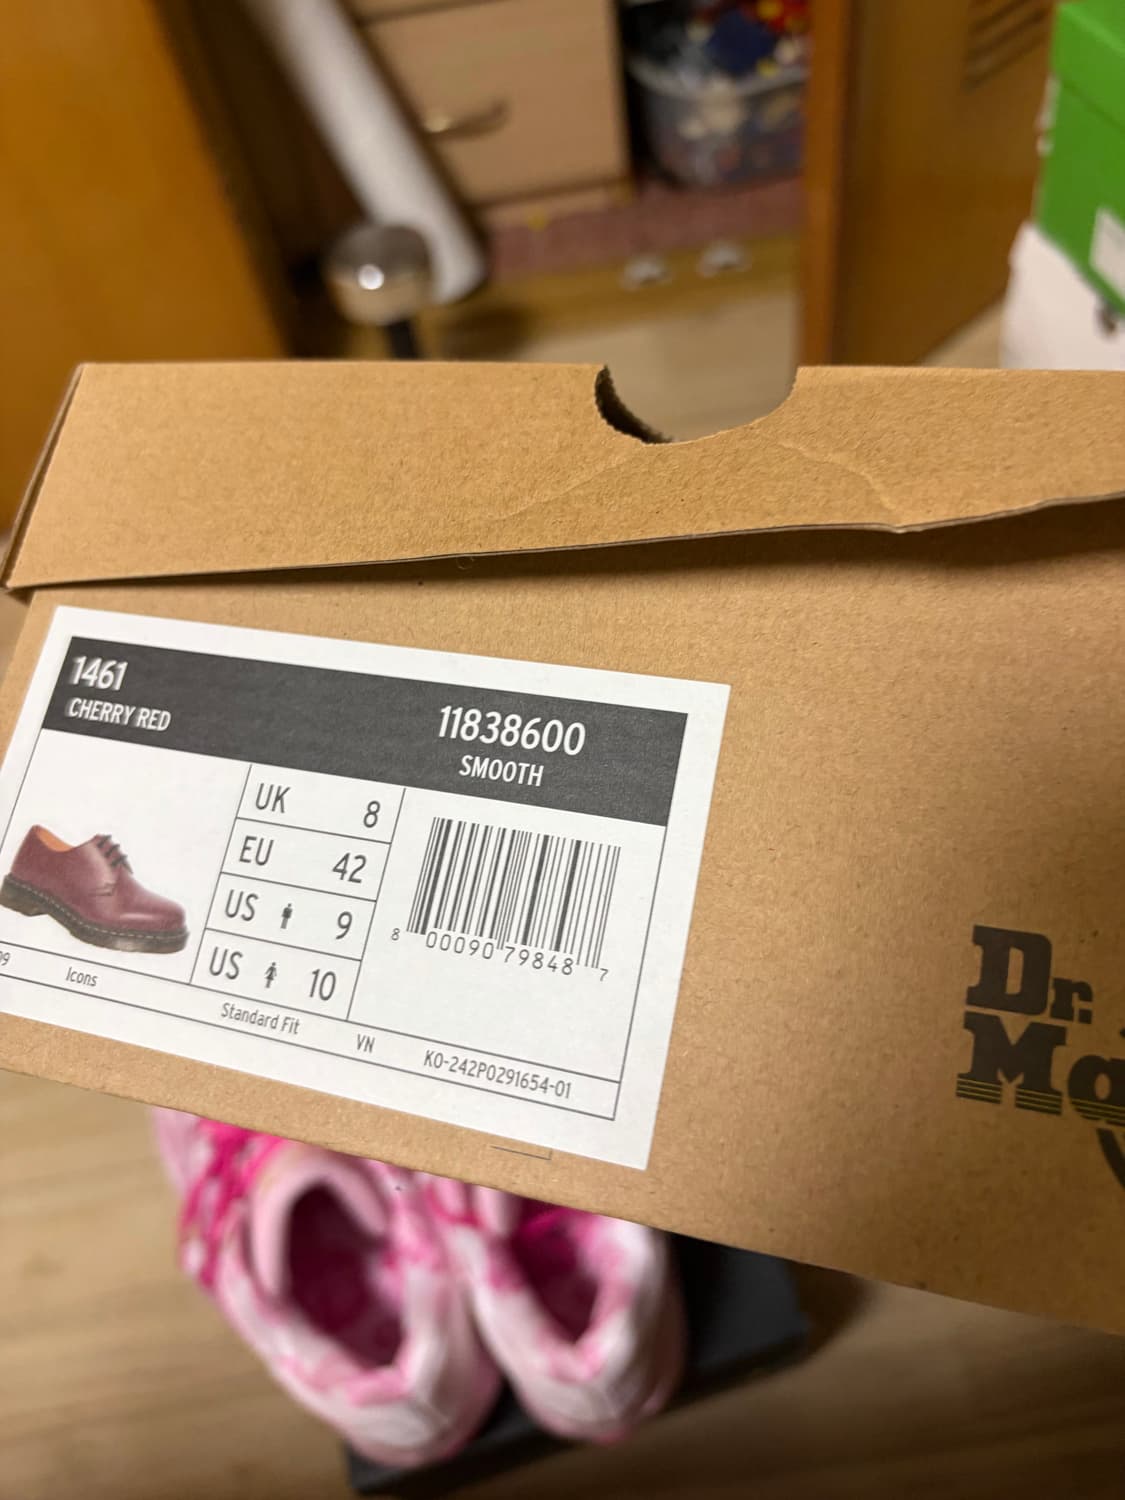 1461
CHERRY RED
11838600
SMOOTH
UK 8
EU 42
US 9
US 10
8 00090 79848 7
Icons
Standard Fit
VN
KO-242P0291654-01
Dr.
Ma